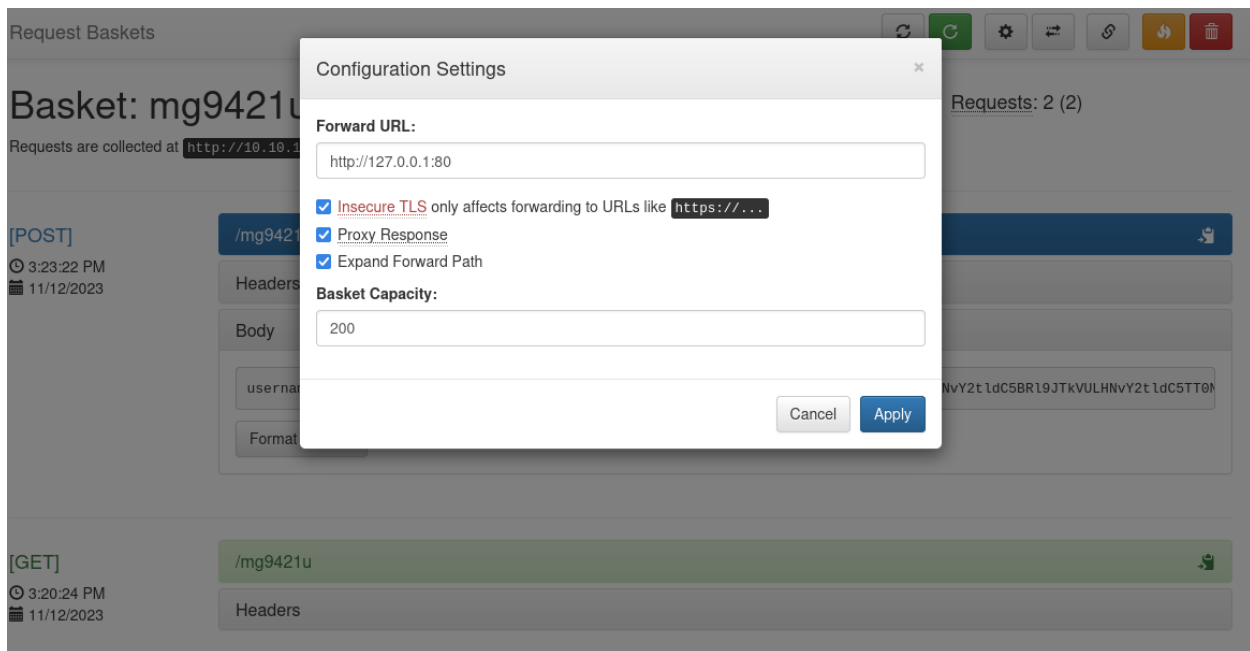 Request Baskets
Configuration Settings
×
Basket: mg9421u
Requests: 2 (2)
Requests are collected at http://10.10.1
Forward URL:
http://127.0.0.1:80
Insecure TLS only affects forwarding to URLs like https://...
Proxy Response
Expand Forward Path
Basket Capacity:
200
Cancel
Apply
[POST]
/mg9421
3:23:22 PM
11/12/2023
Headers
Body
Format
[GET]
/mg9421u
3:20:24 PM
11/12/2023
Headers